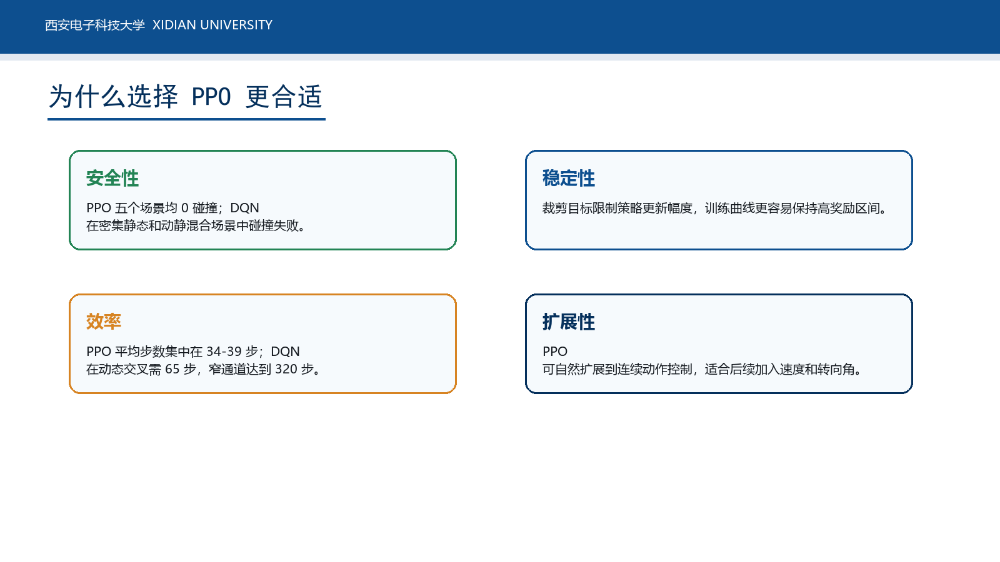 西安电子科技大学 XIDIAN UNIVERSITY
为什么选择 PPO 更合适
安全性
PPO 五个场景均 0 碰撞；DQN
在密集静态和动静混合场景中碰撞失败。
稳定性
裁剪目标限制策略更新幅度，训练曲线更容易保持高奖励区间。
效率
PPO 平均步数集中在 34-39 步；DQN
在动态交叉需 65 步，窄通道达到 320 步。
扩展性
PPO
可自然扩展到连续动作控制，适合后续加入速度和转向角。